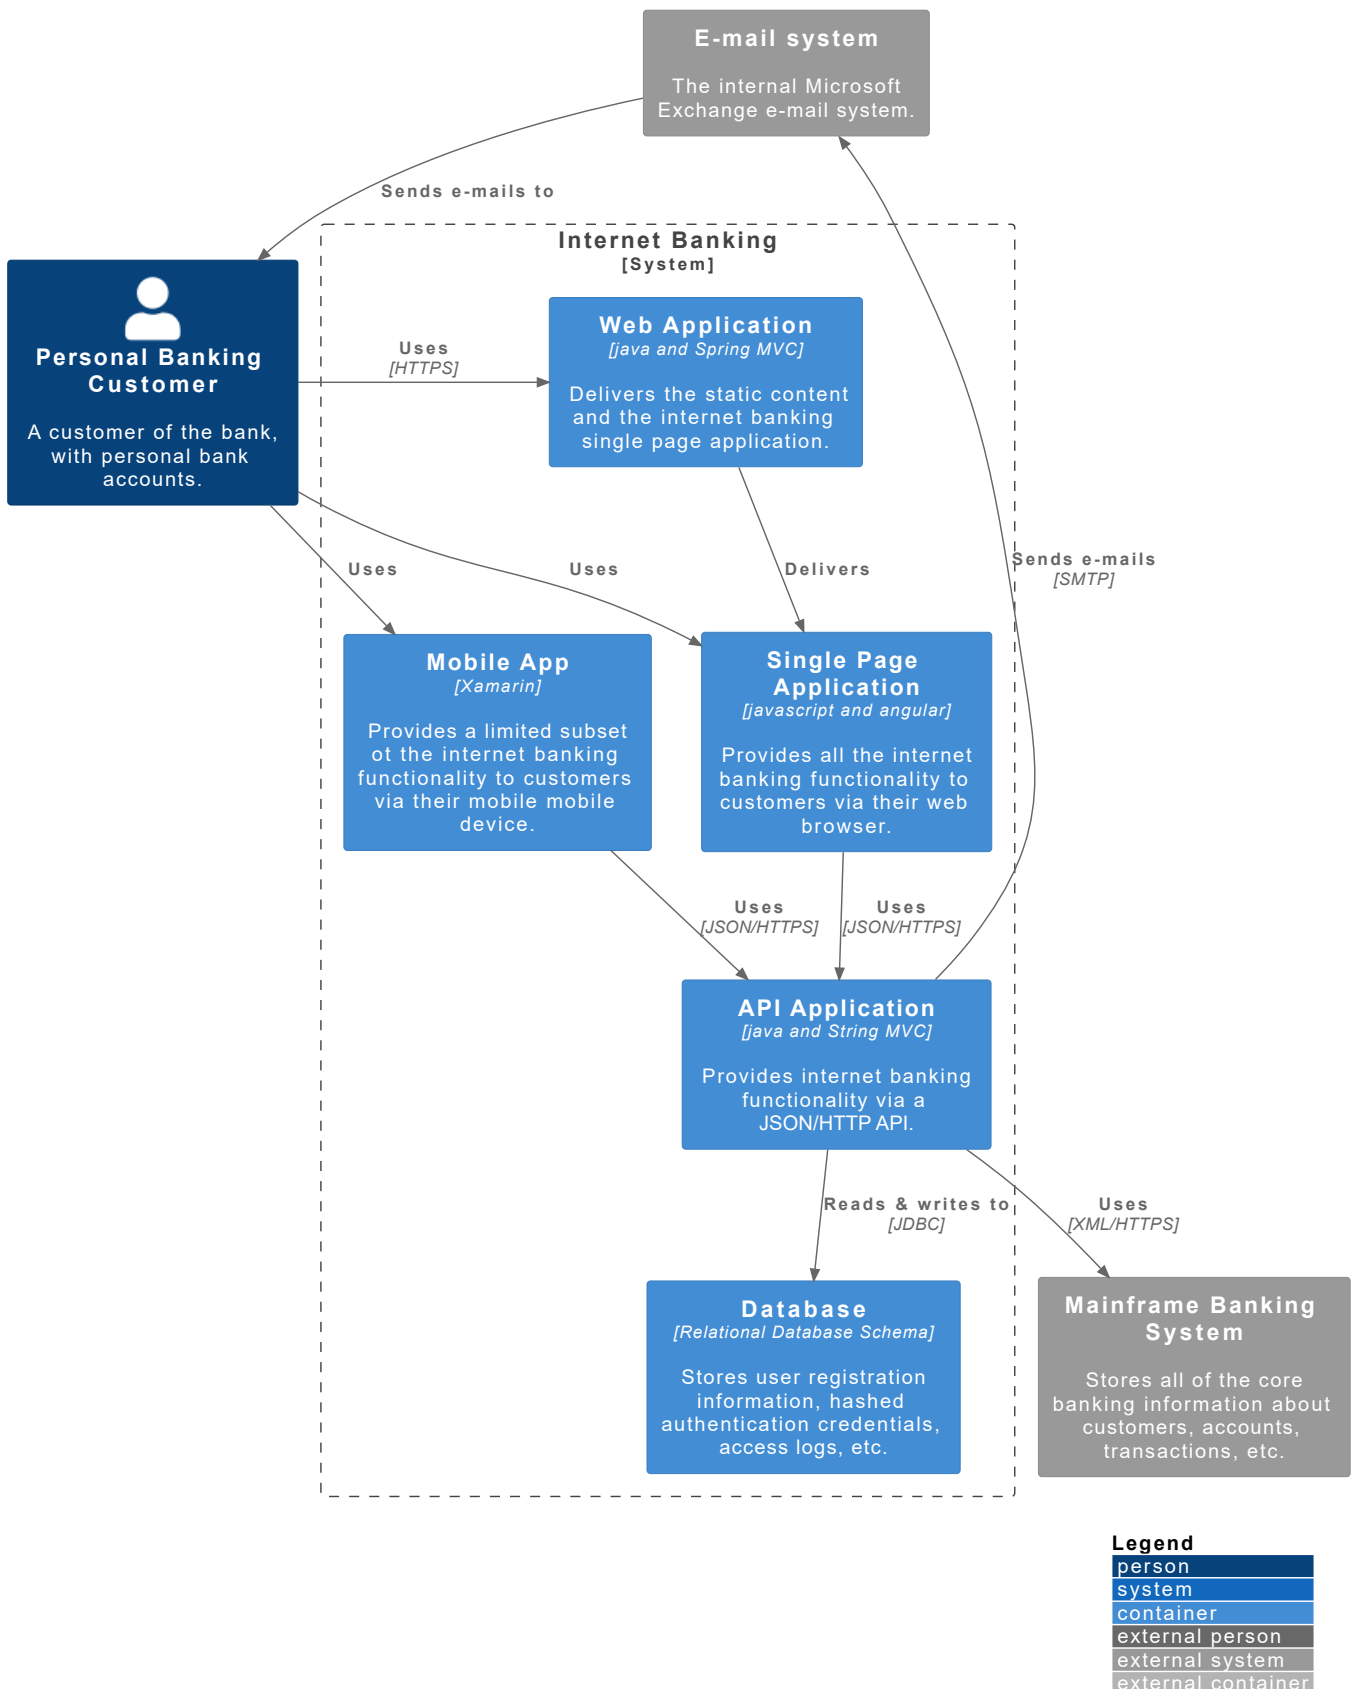 E-mail system
The internal Microsoft
Exchange e-mail system.
Sends e-mails to
Internet Banking
[System]
Personal Banking
Customer
A customer of the bank,
with personal bank
accounts.
Uses
[HTTPS]
Web Application
[java and Spring MVC]
Delivers the static content
and the internet banking
single page application.
Uses
Uses
Delivers
Sends e-mails
[SMTP]
Mobile App
[Xamarin]
Provides a limited subset
ot the internet banking
functionality to customers
via their mobile mobile
device.
Single Page
Application
[javascript and angular]
Provides all the internet
banking functionality to
customers via their web
browser.
Uses
[JSON/HTTPS]
Uses
[JSON/HTTPS]
API Application
[java and String MVC]
Provides internet banking
functionality via a
JSON/HTTP API.
Reads & writes to
[JDBC]
Uses
[XML/HTTPS]
Database
[Relational Database Schema]
Stores user registration
information, hashed
authentication credentials,
access logs, etc.
Mainframe Banking
System
Stores all of the core
banking information about
customers, accounts,
transactions, etc.
Legend
person
system
container
external person
external system
external container